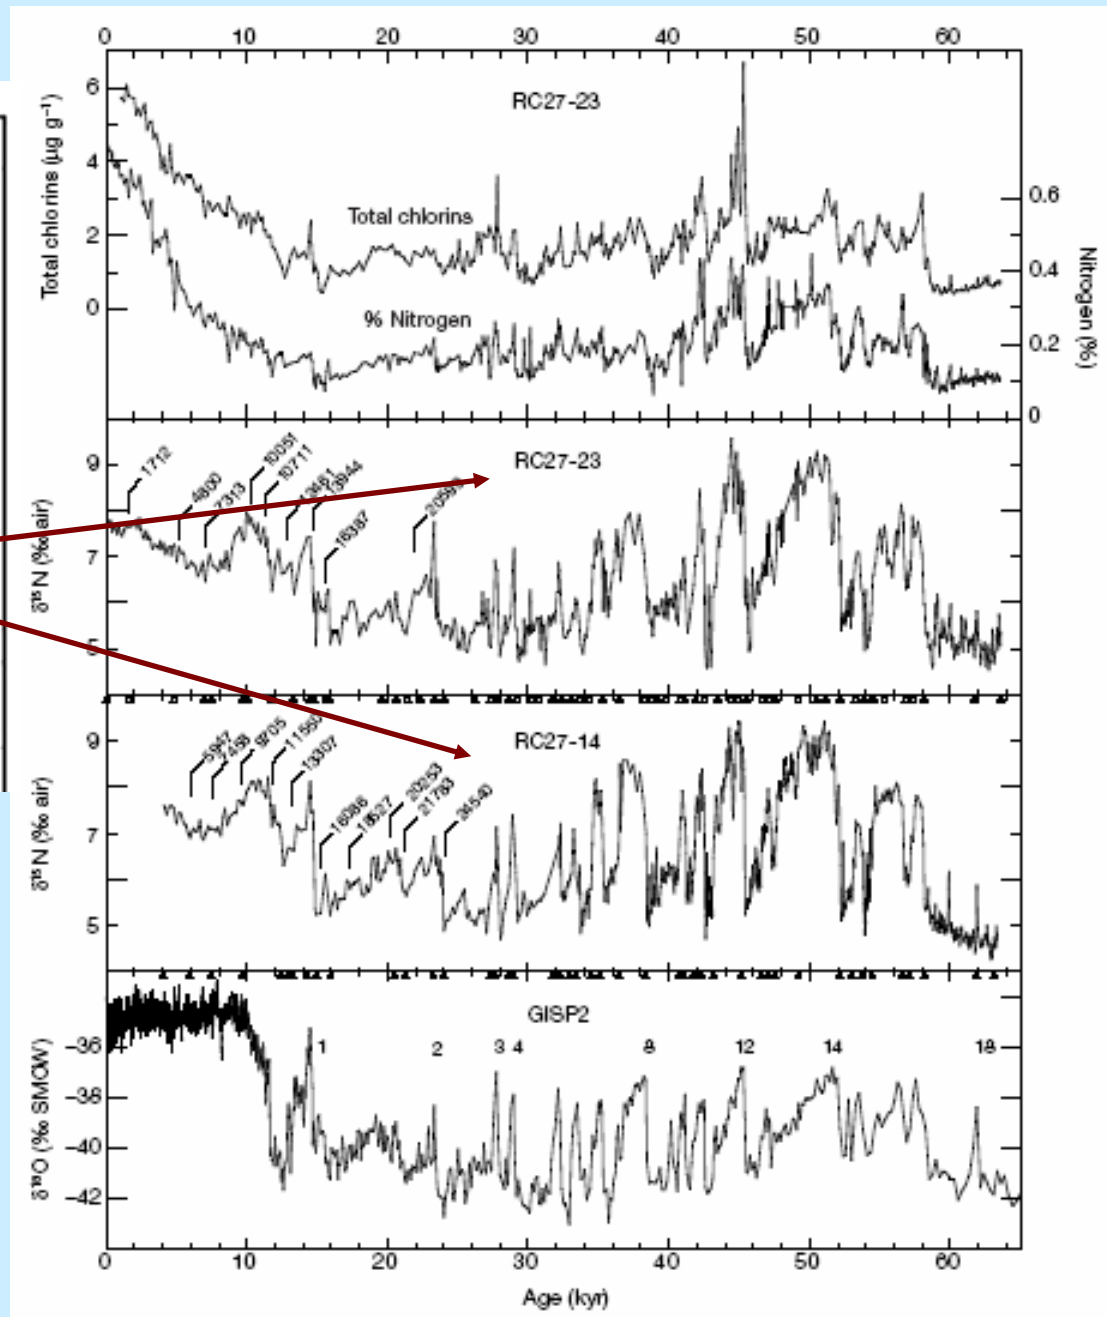 0 10 20 30 40 50 60
RC27-23
6
4
2
0
Total chlorins (µg g⁻¹)
Total chlorins
% Nitrogen
0.6
0.4
0.2
0
Nitrogen (%)
RC27-23
9
7
5
δ¹⁵N (‰ air)
1712
4800
7313
10051
10711
13944
16387
RC27-14
9
7
5
δ¹⁵N (‰ air)
5947
7458
9705
13307
16086
20253
21783
24540
GISP2
-36
-38
-40
-42
δ¹⁸O (‰ SMOW)
1 2 3 4 8 12 14 18
0 10 20 30 40 50 60
Age (kyr)